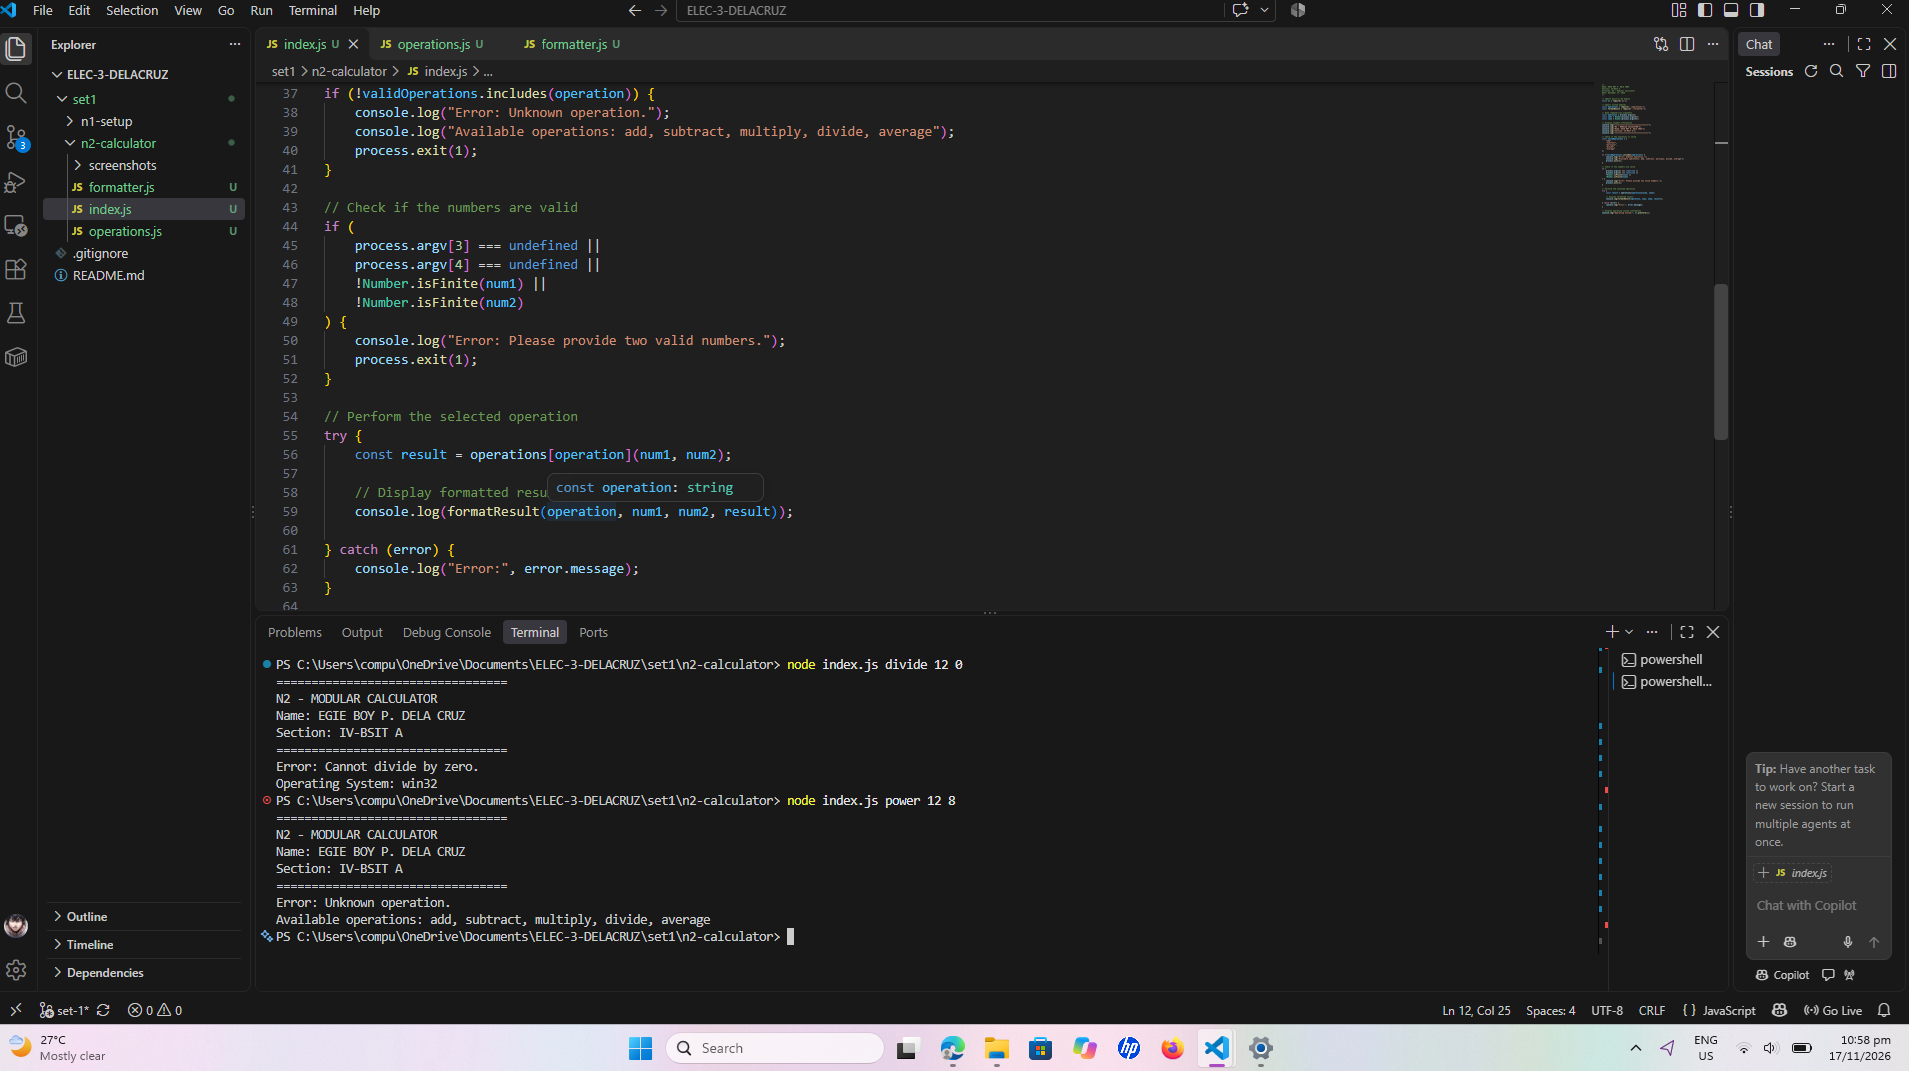 File Edit Selection View Go Run Terminal Help
ELEC-3-DELACRUZ
Explorer
ELEC-3-DELACRUZ
set1
n1-setup
n2-calculator
screenshots
JS formatter.js U
JS index.js U
JS operations.js U
.gitignore
README.md
3
Outline
Timeline
Dependencies
JS index.js U
JS operations.js U
JS formatter.js U
set1 > n2-calculator > JS index.js > ...
37 if (!validOperations.includes(operation)) {
38 console.log("Error: Unknown operation.");
39 console.log("Available operations: add, subtract, multiply, divide, average");
40 process.exit(1);
41 }
42
43 // Check if the numbers are valid
44 if (
45 process.argv[3] === undefined ||
46 process.argv[4] === undefined ||
47 !Number.isFinite(num1) ||
48 !Number.isFinite(num2)
49 ) {
50 console.log("Error: Please provide two valid numbers.");
51 process.exit(1);
52 }
53
54 // Perform the selected operation
55 try {
56 const result = operations[operation](num1, num2);
57
const operation: string
58 // Display formatted resu
59 console.log(formatResult(operation, num1, num2, result));
60
61 } catch (error) {
62 console.log("Error:", error.message);
63 }
64
Problems Output Debug Console Terminal Ports
PS C:\Users\compu\OneDrive\Documents\ELEC-3-DELACRUZ\set1\n2-calculator> node index.js divide 12 0
=================================
N2 - MODULAR CALCULATOR
Name: EGIE BOY P. DELA CRUZ
Section: IV-BSIT A
=================================
Error: Cannot divide by zero.
Operating System: win32
PS C:\Users\compu\OneDrive\Documents\ELEC-3-DELACRUZ\set1\n2-calculator> node index.js power 12 8
=================================
N2 - MODULAR CALCULATOR
Name: EGIE BOY P. DELA CRUZ
Section: IV-BSIT A
=================================
Error: Unknown operation.
Available operations: add, subtract, multiply, divide, average
PS C:\Users\compu\OneDrive\Documents\ELEC-3-DELACRUZ\set1\n2-calculator>
powershell
powershell...
Chat
Sessions
Tip: Have another task
to work on? Start a
new session to run
multiple agents at
once.
JS index.js
Chat with Copilot
Copilot
set-1* 0 0
Ln 12, Col 25 Spaces: 4 UTF-8 CRLF {} JavaScript Go Live
27°C
Mostly clear
Search
hp
ENG
US
10:58 pm
17/11/2026